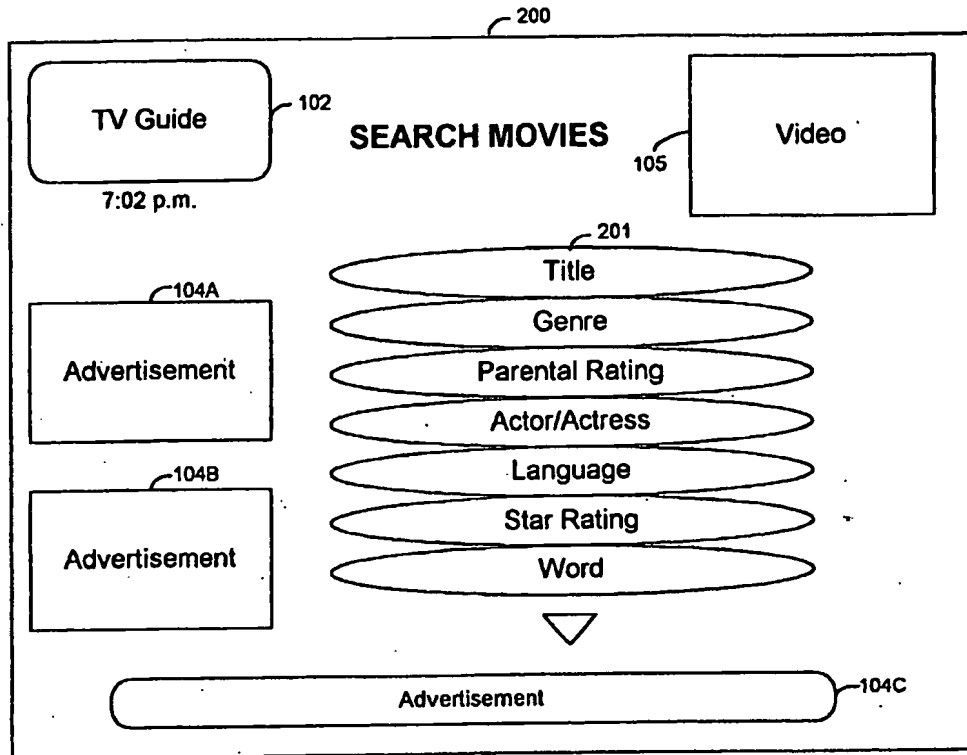 200
TV Guide
102
SEARCH MOVIES
105
Video
7:02 p.m.
201
Title
104A
Genre
Advertisement
Parental Rating
Actor/Actress
104B
Language
Star Rating
Advertisement
Word
Advertisement
104C